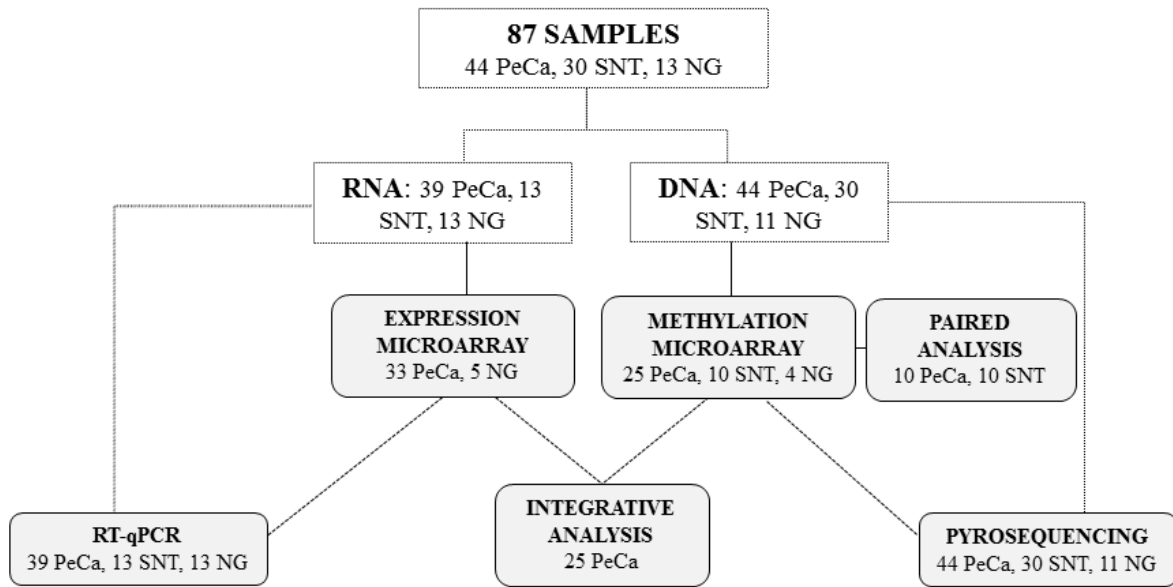 87 SAMPLES
44 PeCa, 30 SNT, 13 NG
RNA: 39 PeCa, 13
SNT, 13 NG
DNA: 44 PeCa, 30
SNT, 11 NG
EXPRESSION
MICROARRAY
33 PeCa, 5 NG
METHYLATION
MICROARRAY
25 PeCa, 10 SNT, 4 NG
PAIRED
ANALYSIS
10 PeCa, 10 SNT
RT-qPCR
39 PeCa, 13 SNT, 13 NG
INTEGRATIVE
ANALYSIS
25 PeCa
PYROSEQUENCING
44 PeCa, 30 SNT, 11 NG